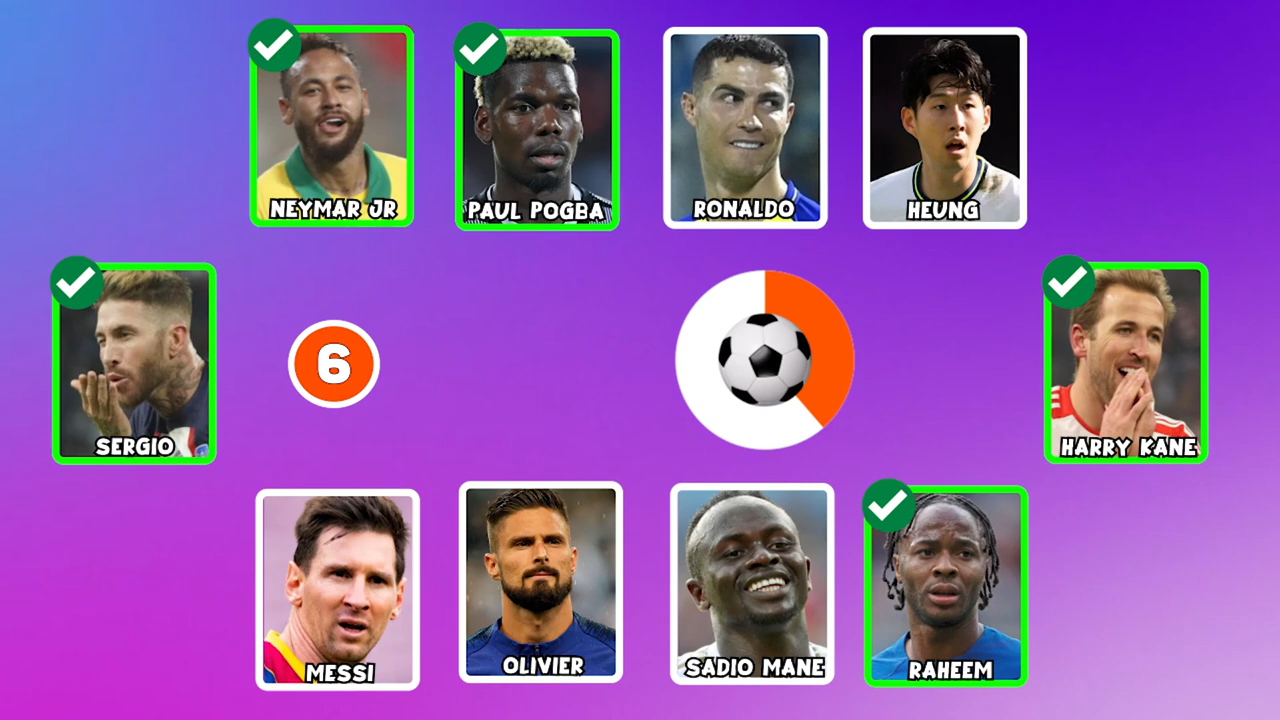 NEYMAR JR
PAUL POGBA
RONALDO
HEUNG
SERGIO
6
HARRY KANE
MESSI
OLIVIER
SADIO MANE
RAHEEM